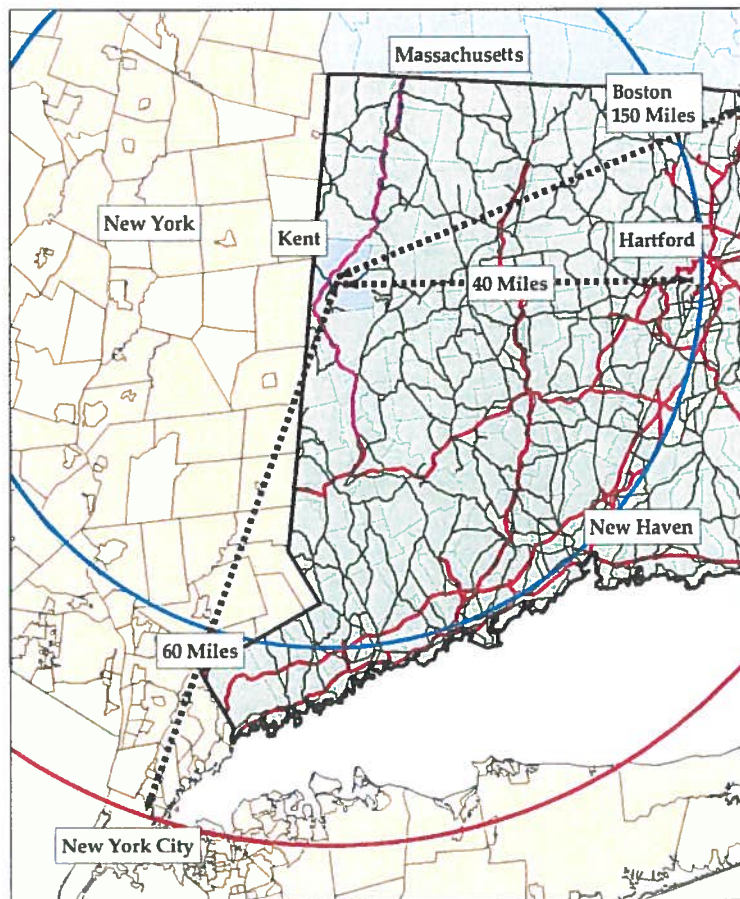 Massachusetts
Boston
150 Miles
New York
Kent
Hartford
40 Miles
New Haven
60 Miles
New York City